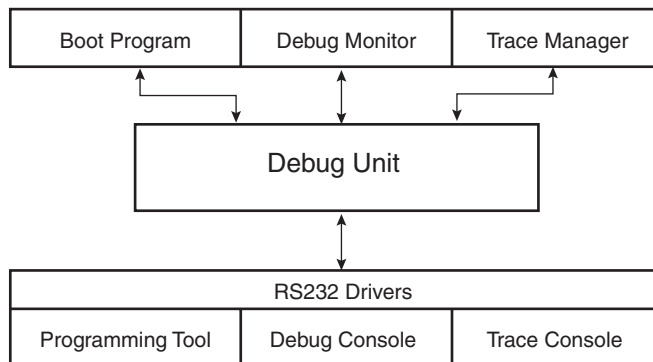 Boot Program
Debug Monitor
Trace Manager
Debug Unit
RS232 Drivers
Programming Tool
Debug Console
Trace Console